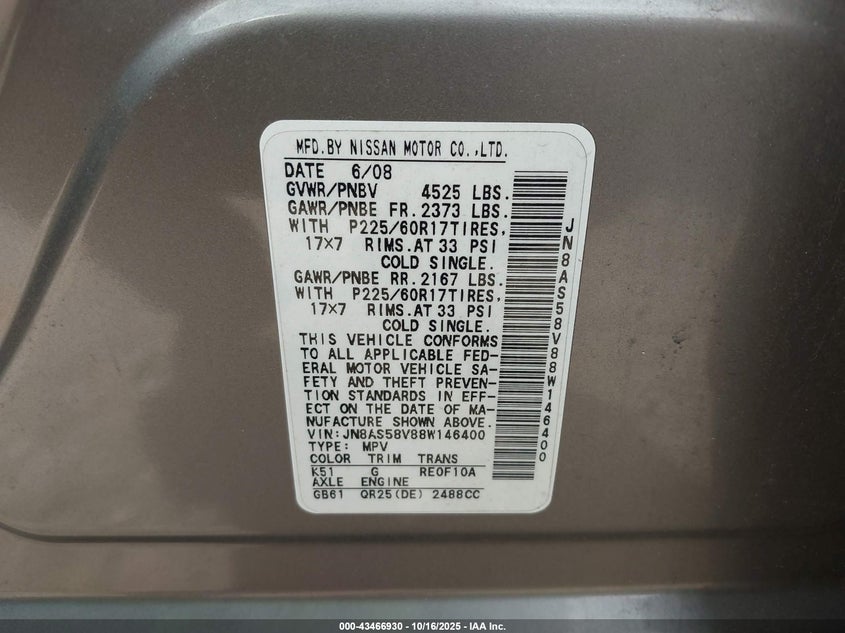 MFD.BY NISSAN MOTOR CO.,LTD.
DATE 6/08
GVWR/PNBV 4525 LBS.
GAWR/PNBE FR.2373 LBS.
WITH P225/60R17TIRES,
17×7 RIMS.AT 33 PSI
COLD SINGLE.
GAWR/PNBE RR.2167 LBS.
WITH P225/60R17TIRES,
17×7 RIMS.AT 33 PSI
COLD SINGLE.
THIS VEHICLE CONFORMS
TO ALL APPLICABLE FED-
ERAL MOTOR VEHICLE SA-
FETY AND THEFT PREVEN-
TION STANDARDS IN EFF-
ECT ON THE DATE OF MA-
NUFACTURE SHOWN ABOVE.
VIN:JN8AS58V88W146400
TYPE: MPV
COLOR TRIM TRANS
K51 G RE0F10A
AXLE ENGINE
GB61 QR25(DE) 2488CC
JN8AS58V88W146400
000-43466930 - 10/16/2025 - IAA Inc.